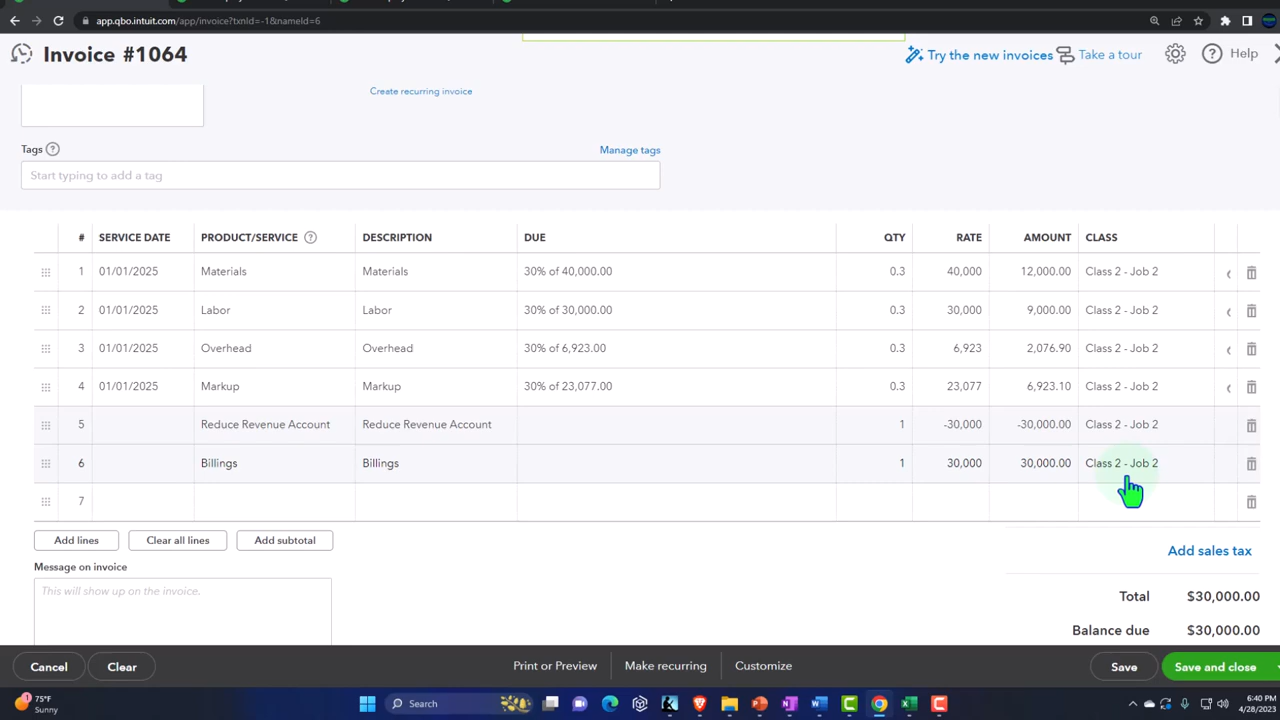 app.qbo.intuit.com/app/invoice?txnId=-1&nameId=6
Invoice #1064
Try the new invoices
Take a tour
Help
Create recurring invoice
Tags
Manage tags
Start typing to add a tag
# SERVICE DATE PRODUCT/SERVICE DESCRIPTION DUE QTY RATE AMOUNT CLASS
1 01/01/2025 Materials Materials 30% of 40,000.00 0.3 40,000 12,000.00 Class 2 - Job 2
2 01/01/2025 Labor Labor 30% of 30,000.00 0.3 30,000 9,000.00 Class 2 - Job 2
3 01/01/2025 Overhead Overhead 30% of 6,923.00 0.3 6,923 2,076.90 Class 2 - Job 2
4 01/01/2025 Markup Markup 30% of 23,077.00 0.3 23,077 6,923.10 Class 2 - Job 2
5 Reduce Revenue Account Reduce Revenue Account 1 -30,000 -30,000.00 Class 2 - Job 2
6 Billings Billings 1 30,000 30,000.00 Class 2 - Job 2
7
Add lines Clear all lines Add subtotal
Add sales tax
Message on invoice
This will show up on the invoice.
Total $30,000.00
Balance due $30,000.00
Cancel Clear Print or Preview Make recurring Customize Save Save and close
75°F
Sunny
Search
6:40 PM
4/28/2023